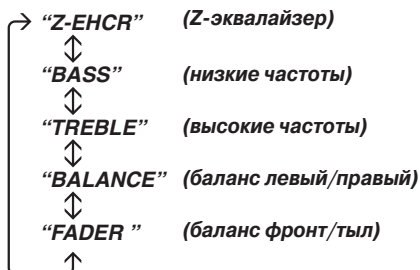 “Z-EHCR” (Z-эквалайзер)
“BASS” (низкие частоты)
“TREBLE” (высокие частоты)
“BALANCE” (баланс левый/правый)
“FADER ” (баланс фронт/тыл)